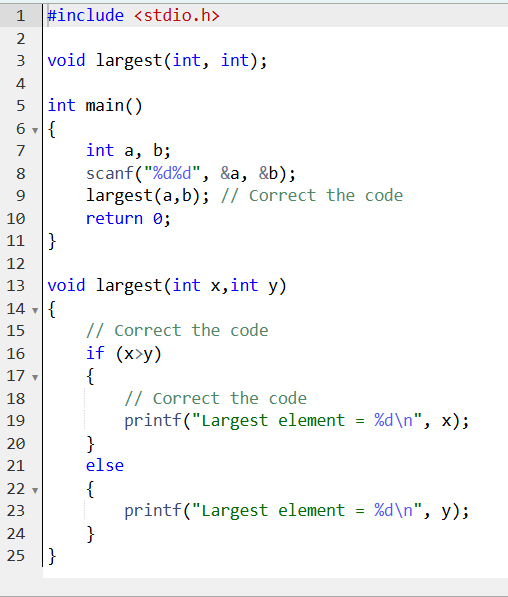 1 #include <stdio.h>
2
3 void largest(int, int);
4
5 int main()
6 {
7     int a, b;
8     scanf("%d%d", &a, &b);
9     largest(a,b); // Correct the code
10     return 0;
11 }
12
13 void largest(int x,int y)
14 {
15     // Correct the code
16     if (x>y)
17     {
18         // Correct the code
19         printf("Largest element = %d\n", x);
20     }
21     else
22     {
23         printf("Largest element = %d\n", y);
24     }
25 }